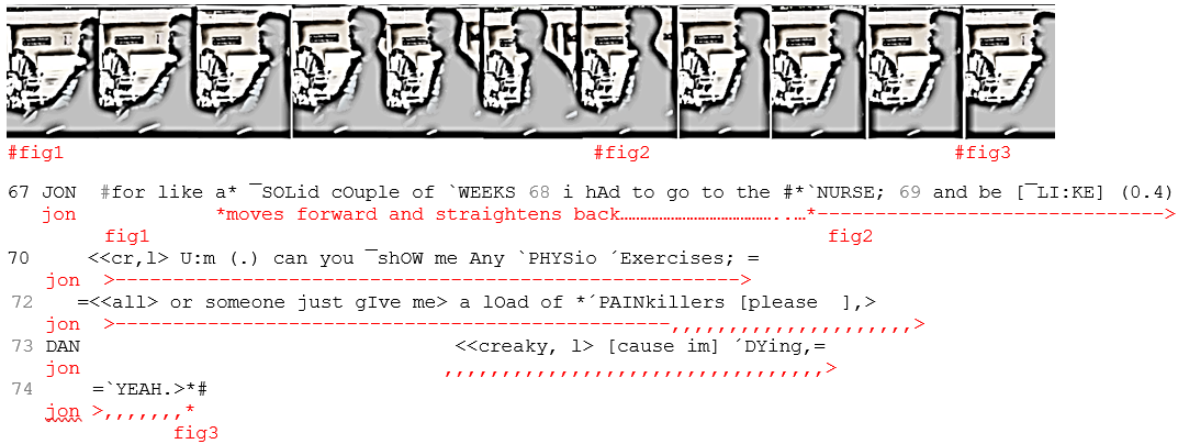 #fig1 #fig2 #fig3
67 JON #for like a* ¯SOLid cOuple of `WEEKS 68 i hAd to go to the #*`NURSE; 69 and be [¯LI:KE] (0.4)
jon *moves forward and straightens back……………………………………..…*------------------------------>
fig1 fig2
70 <<cr,l> U:m (.) can you ¯shOW me Any `PHYSio ´Exercises; =
jon >------------------------------------------------------->
72 =<<all> or someone just gIve me> a lOad of *´PAINkillers [please ],>
jon >-------------------------------------------------,,,,,,,,,,,,,,,,,,,,,>
73 DAN <<creaky, l> [cause im] ´DYing,=
jon ,,,,,,,,,,,,,,,,,,,,,,,,,,,,,,,,,>
74 =`YEAH.>*#
jon >,,,,,,,*
fig3